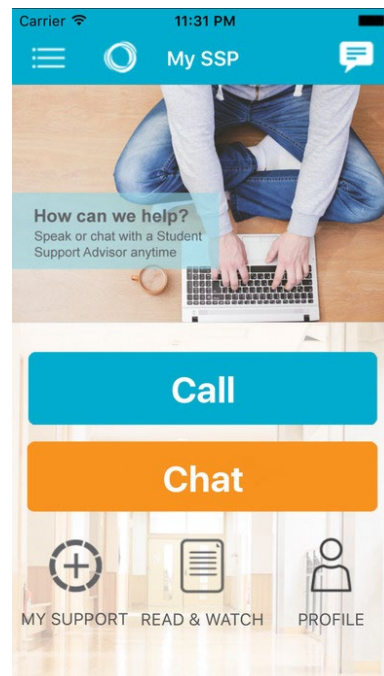 Carrier 11:31 PM
My SSP
How can we help?
Speak or chat with a Student
Support Advisor anytime
Call
Chat
MY SUPPORT READ & WATCH PROFILE